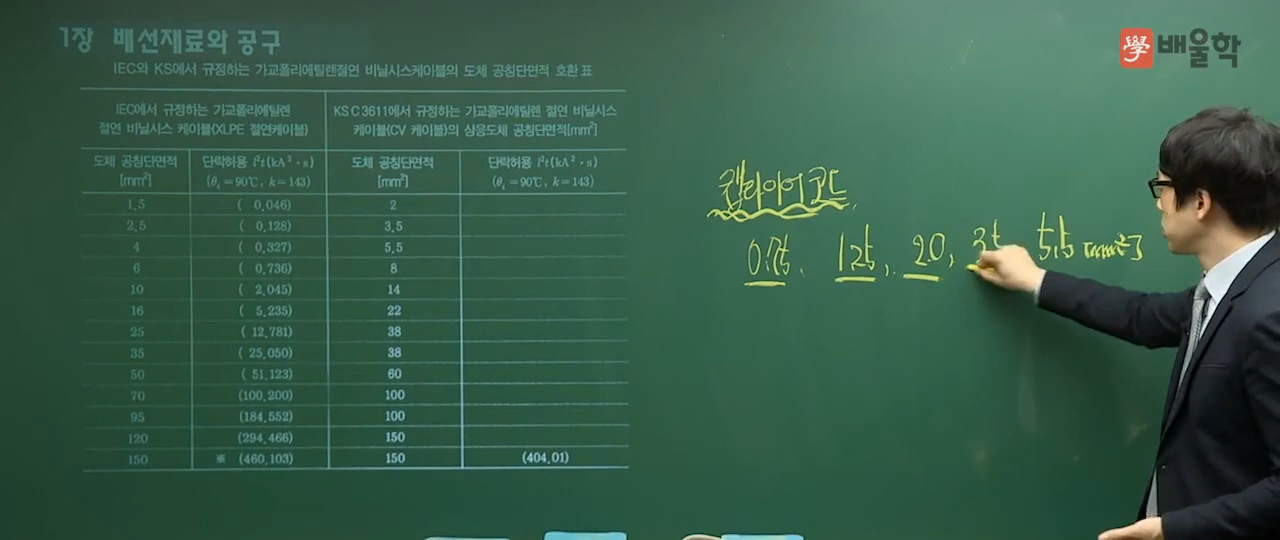 1장 배선재료와 공구
學 배울학
IEC와 KS에서 규정하는 가교폴리에틸렌절연 비닐시스케이블의 도체 공칭단면적 호환 표
IEC에서 규정하는 가교폴리에틸렌 절연 비닐시스 케이블(XLPE 절연케이블)
KS C 3611에서 규정하는 가교폴리에틸렌 절연 비닐시스 케이블(CV 케이블)의 상응도체 공칭단면적[mm²]
도체 공칭단면적 [mm²] 단락허용 I²t(kA²·s) (θᵢ=90℃, k=143) 도체 공칭단면적 [mm²] 단락허용 I²t(kA²·s) (θᵢ=90℃, k=143)
1.5 ( 0.046) 2
2.5 ( 0.128) 3.5
4 ( 0.327) 5.5
6 ( 0.736) 8
10 ( 2.045) 14
16 ( 5.235) 22
25 ( 12.781) 38
35 ( 25.050) 38
50 ( 51.123) 60
70 (100.200) 100
95 (184.552) 100
120 (294.466) 150
150 ※ (460.103) 150 (404.01)
캡타이어 코드
0.75, 1.25, 2.0, 3.5 5.5 [mm²]